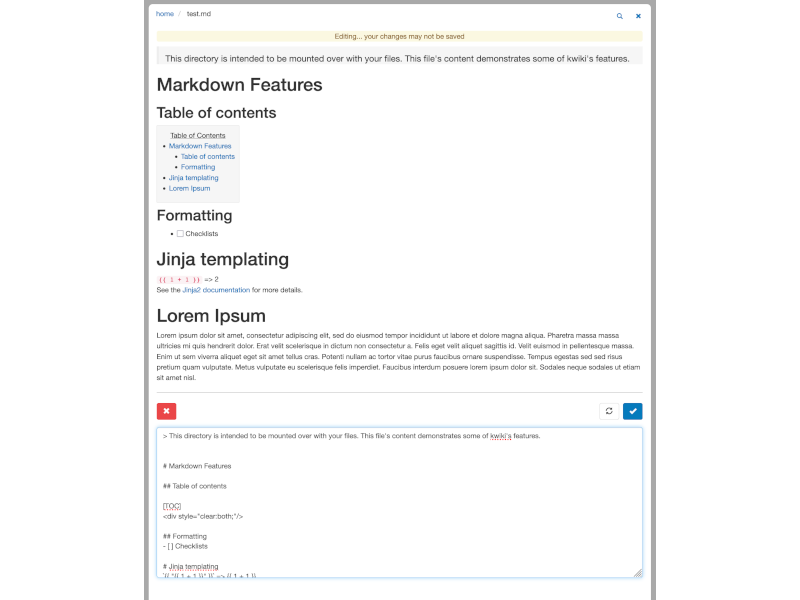 home / test.md
Editing... your changes may not be saved
This directory is intended to be mounted over with your files. This file's content demonstrates some of kwiki's features.
Markdown Features
Table of contents
Table of Contents
Markdown Features
Table of contents
Formatting
Jinja templating
Lorem Ipsum
Formatting
Checklists
Jinja templating
{{ 1 + 1 }} => 2
See the Jinja2 documentation for more details.
Lorem Ipsum
Lorem ipsum dolor sit amet, consectetur adipiscing elit, sed do eiusmod tempor incididunt ut labore et dolore magna aliqua. Pharetra massa massa
ultricies mi quis hendrerit dolor. Erat velit scelerisque in dictum non consectetur a. Felis eget velit aliquet sagittis id. Velit euismod in pellentesque massa.
Enim ut sem viverra aliquet eget sit amet tellus cras. Potenti nullam ac tortor vitae purus faucibus ornare suspendisse. Tempus egestas sed sed risus
pretium quam vulputate. Metus vulputate eu scelerisque felis imperdiet. Faucibus interdum posuere lorem ipsum dolor sit. Sodales neque sodales ut etiam
sit amet nisl.
> This directory is intended to be mounted over with your files. This file's content demonstrates some of kwiki's features.
# Markdown Features
## Table of contents
[TOC]
<div style="clear:both;"/>
## Formatting
- [ ] Checklists
# Jinja templating
`{{ "{{ 1 + 1 }}" }}` => {{ 1 + 1 }}